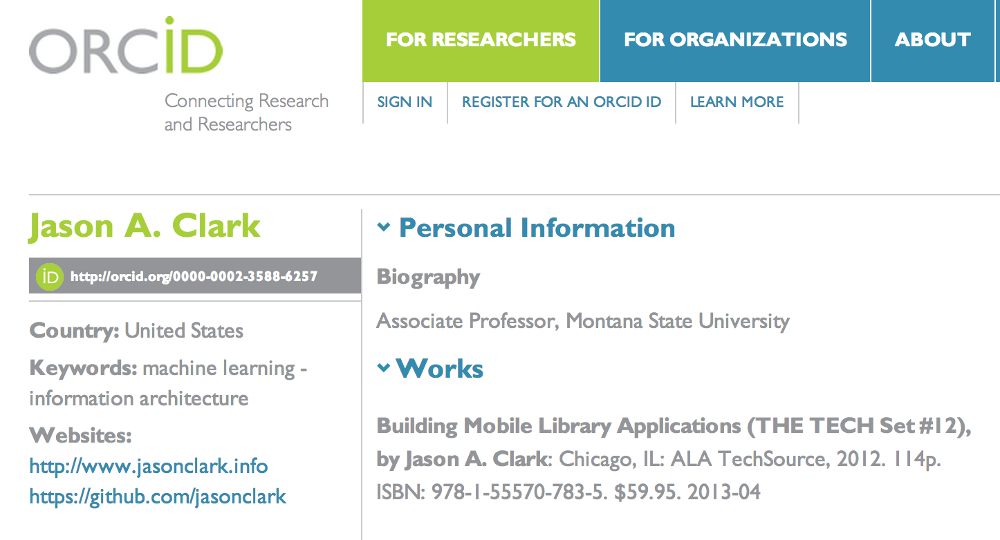 ORCiD
Connecting Research
and Researchers
FOR RESEARCHERS
FOR ORGANIZATIONS
ABOUT
SIGN IN
REGISTER FOR AN ORCID ID
LEARN MORE
Jason A. Clark
iD http://orcid.org/0000-0002-3588-6257
Country: United States
Keywords: machine learning -
information architecture
Websites:
http://www.jasonclark.info
https://github.com/jasonclark
Personal Information
Biography
Associate Professor, Montana State University
Works
Building Mobile Library Applications (THE TECH Set #12),
by Jason A. Clark: Chicago, IL: ALA TechSource, 2012. 114p.
ISBN: 978-1-55570-783-5. $59.95. 2013-04